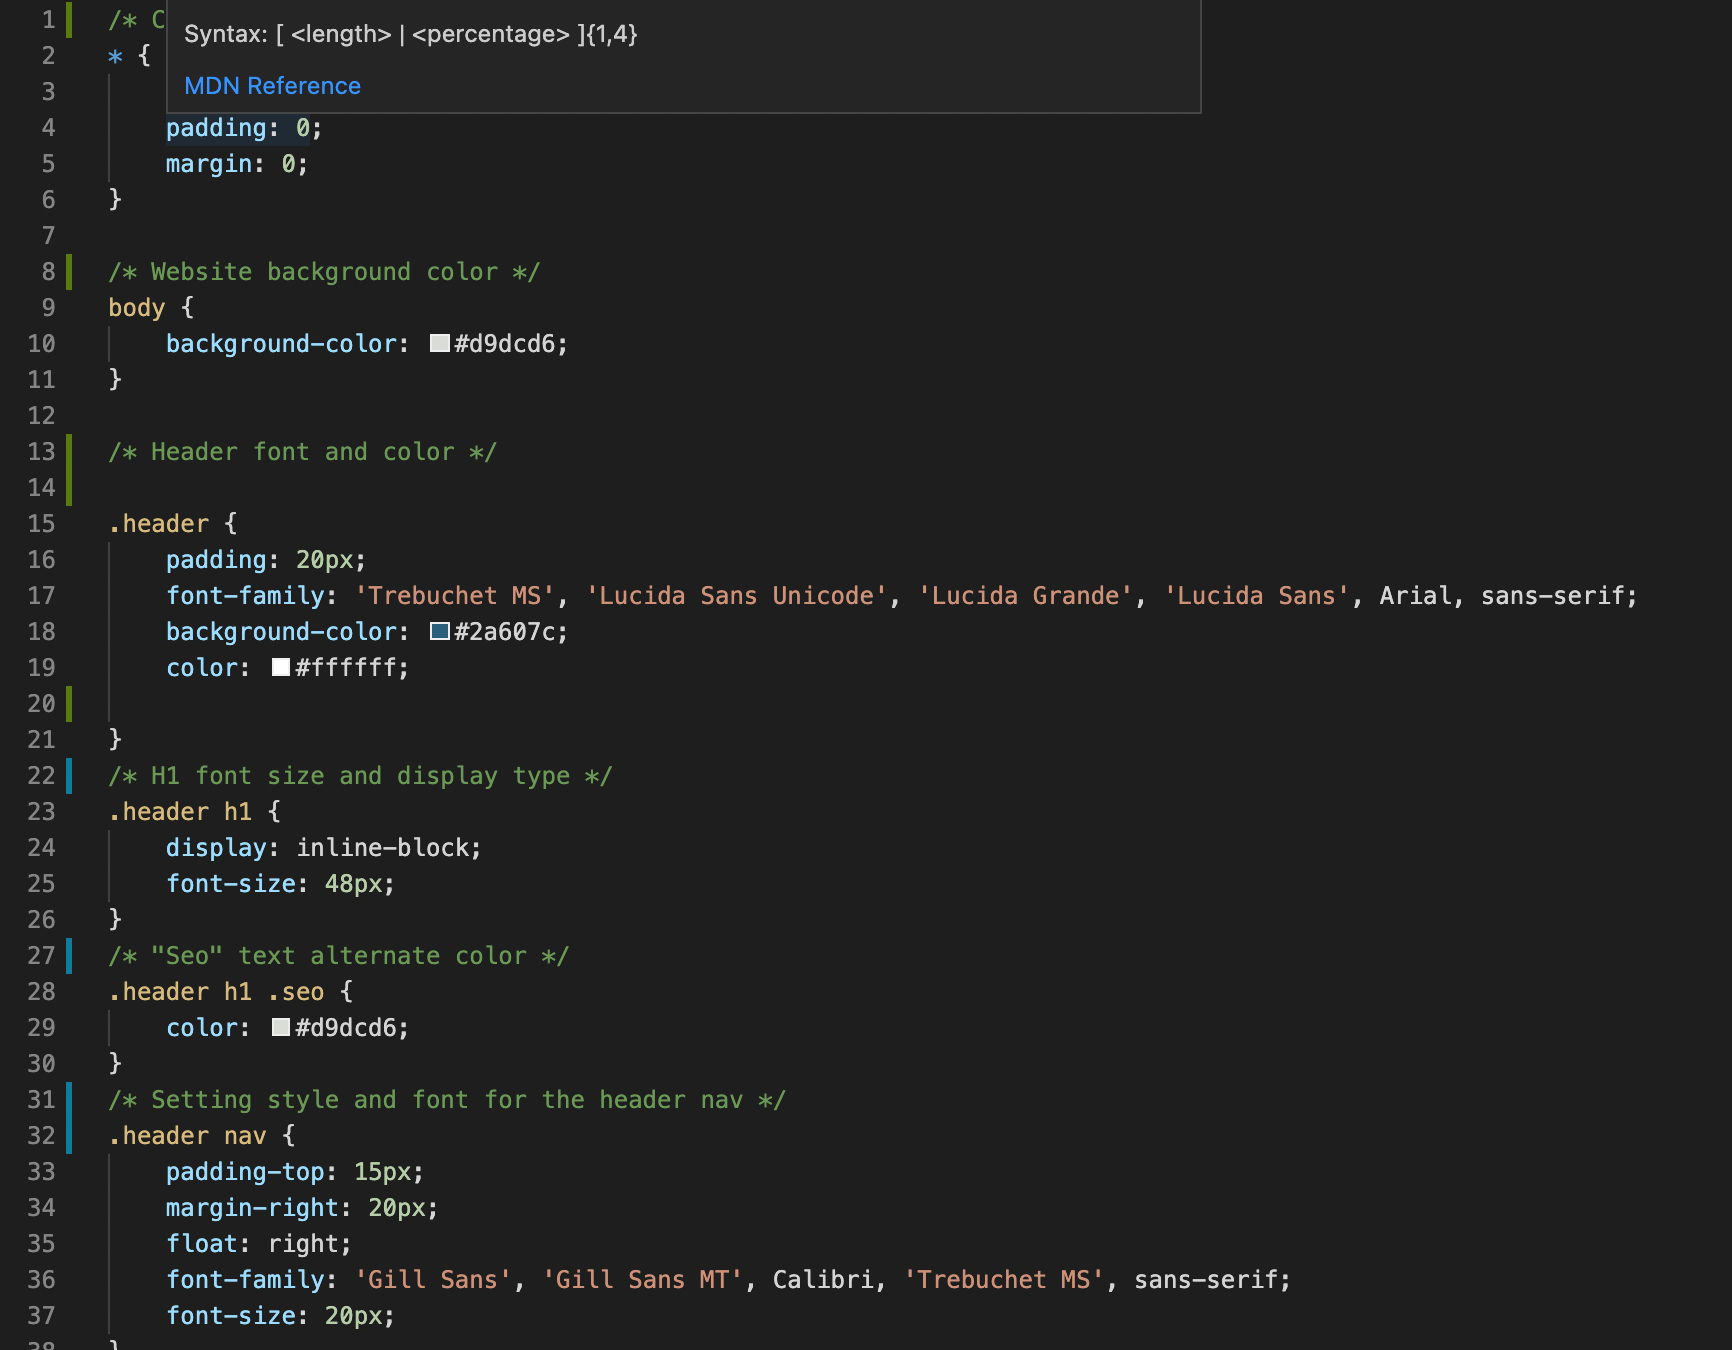 1 /* C
Syntax: [ <length> | <percentage> ]{1,4}
2 * {
3
MDN Reference
4 padding: 0;
5 margin: 0;
6 }
7
8 /* Website background color */
9 body {
10 background-color: #d9dcd6;
11 }
12
13 /* Header font and color */
14
15 .header {
16 padding: 20px;
17 font-family: 'Trebuchet MS', 'Lucida Sans Unicode', 'Lucida Grande', 'Lucida Sans', Arial, sans-serif;
18 background-color: #2a607c;
19 color: #ffffff;
20
21 }
22 /* H1 font size and display type */
23 .header h1 {
24 display: inline-block;
25 font-size: 48px;
26 }
27 /* "Seo" text alternate color */
28 .header h1 .seo {
29 color: #d9dcd6;
30 }
31 /* Setting style and font for the header nav */
32 .header nav {
33 padding-top: 15px;
34 margin-right: 20px;
35 float: right;
36 font-family: 'Gill Sans', 'Gill Sans MT', Calibri, 'Trebuchet MS', sans-serif;
37 font-size: 20px;
38 }